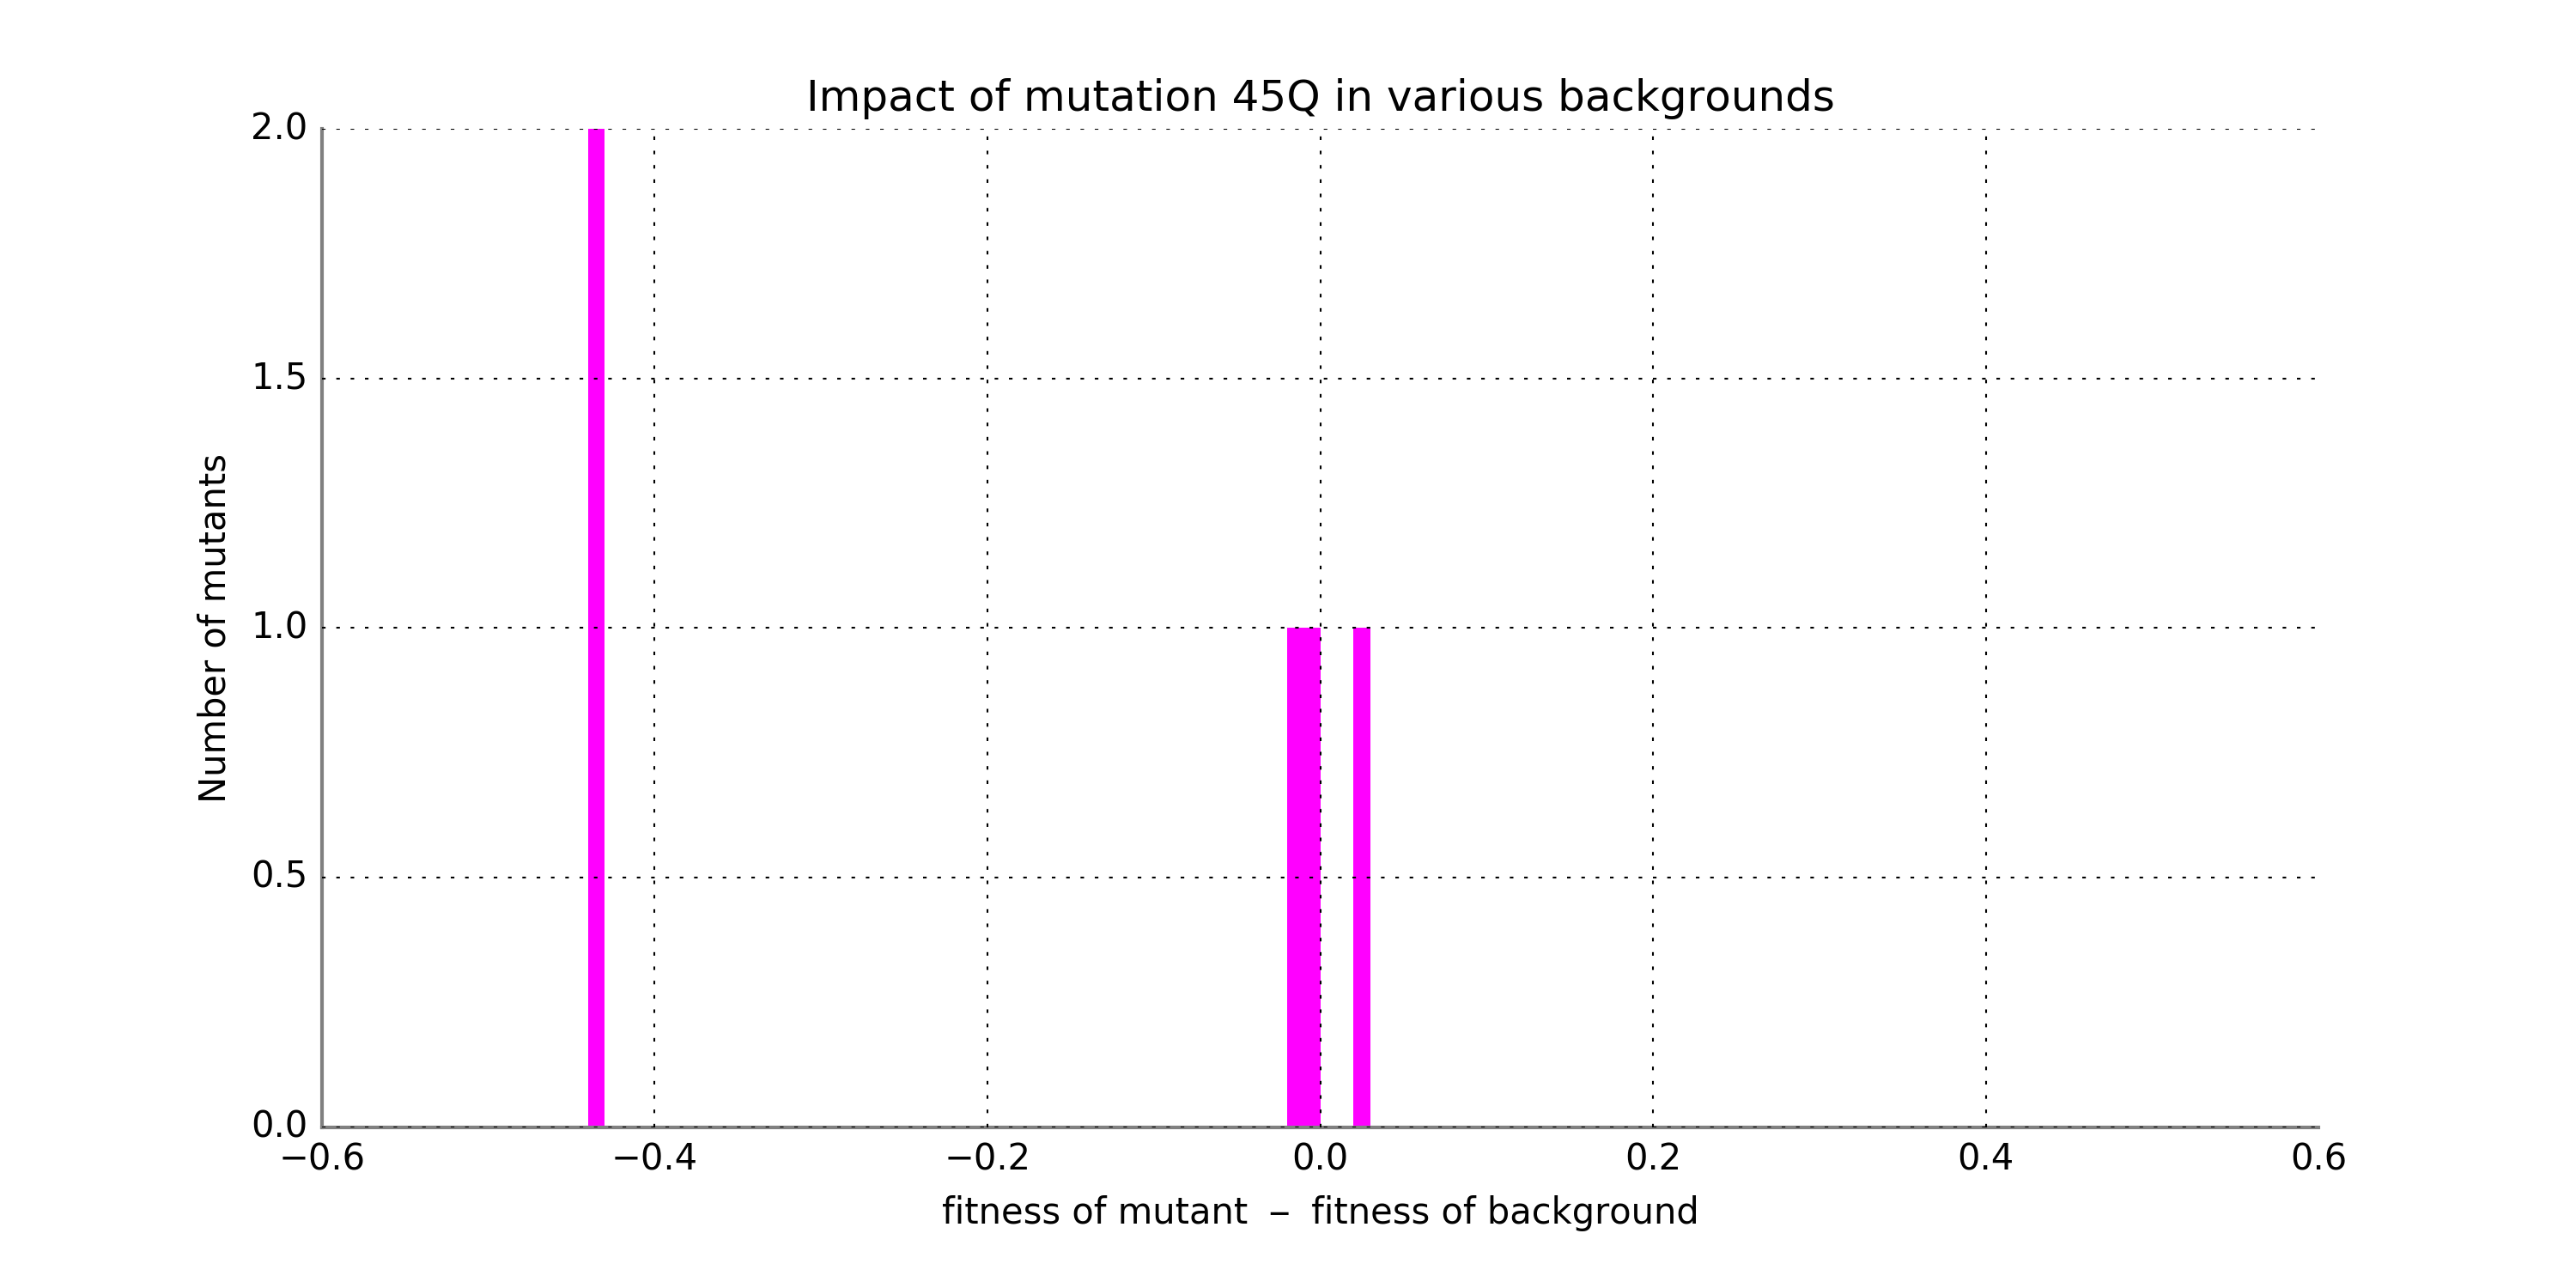 Impact of mutation 45Q in various backgrounds
2.0
1.5
1.0
0.5
0.0
Number of mutants
−0.6 −0.4 −0.2 0.0 0.2 0.4 0.6
fitness of mutant − fitness of background